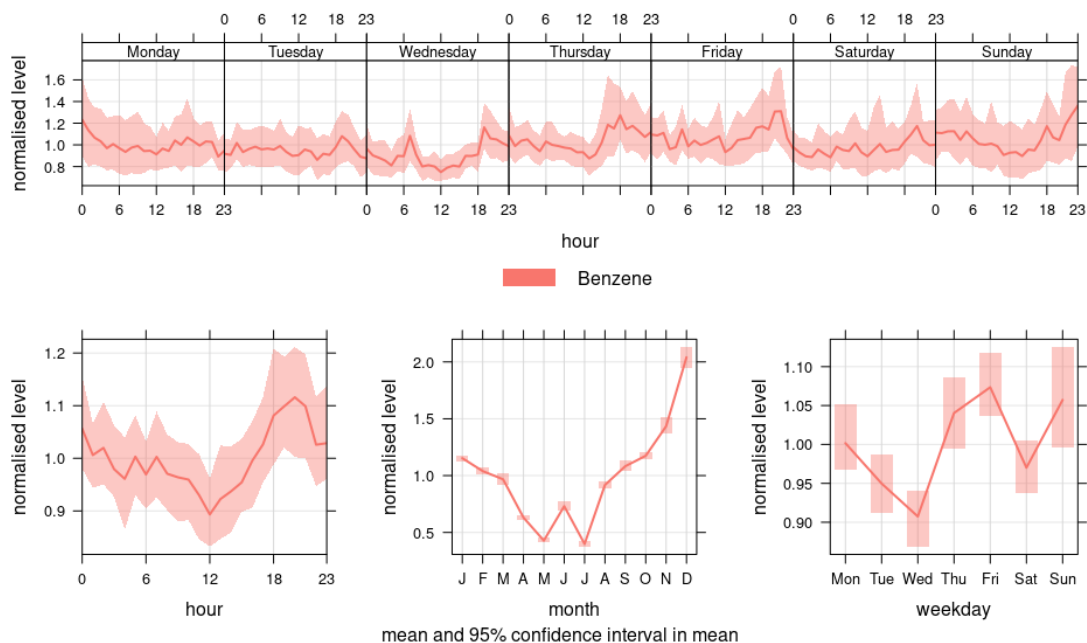 0 6 12 18 23 0 6 12 18 23 0 6 12 18 23
Monday Tuesday Wednesday Thursday Friday Saturday Sunday
normalised level
1.6
1.4
1.2
1.0
0.8
0 6 12 18 23 0 6 12 18 23 0 6 12 18 23 0 6 12 18 23
hour
Benzene
normalised level
1.2
1.1
1.0
0.9
0 6 12 18 23
hour
normalised level
2.0
1.5
1.0
0.5
J F M A M J J A S O N D
month
normalised level
1.10
1.05
1.00
0.95
0.90
Mon Tue Wed Thu Fri Sat Sun
weekday
mean and 95% confidence interval in mean